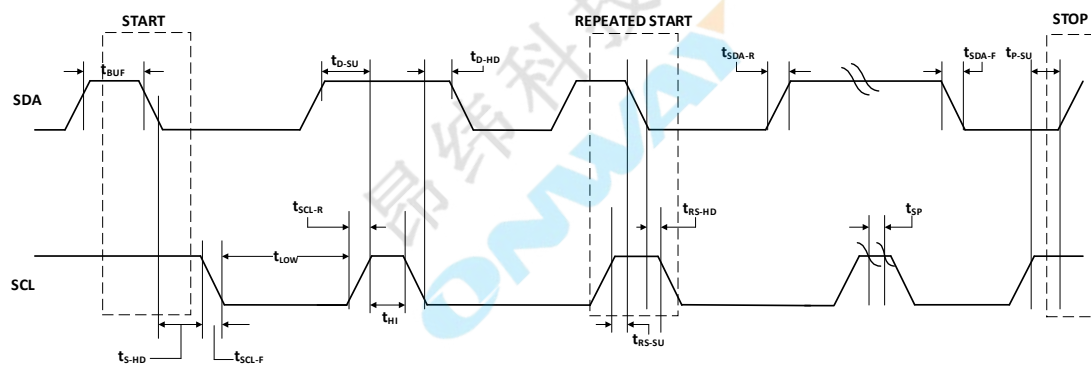 START
REPEATED START
STOP
tBUF
tD-SU
tD-HD
tSDA-R
tSDA-F
tP-SU
SDA
tSCL-R
tRS-HD
tSP
tLOW
SCL
tHI
tRS-SU
tS-HD
tSCL-F
昂纬科技
ONWAY